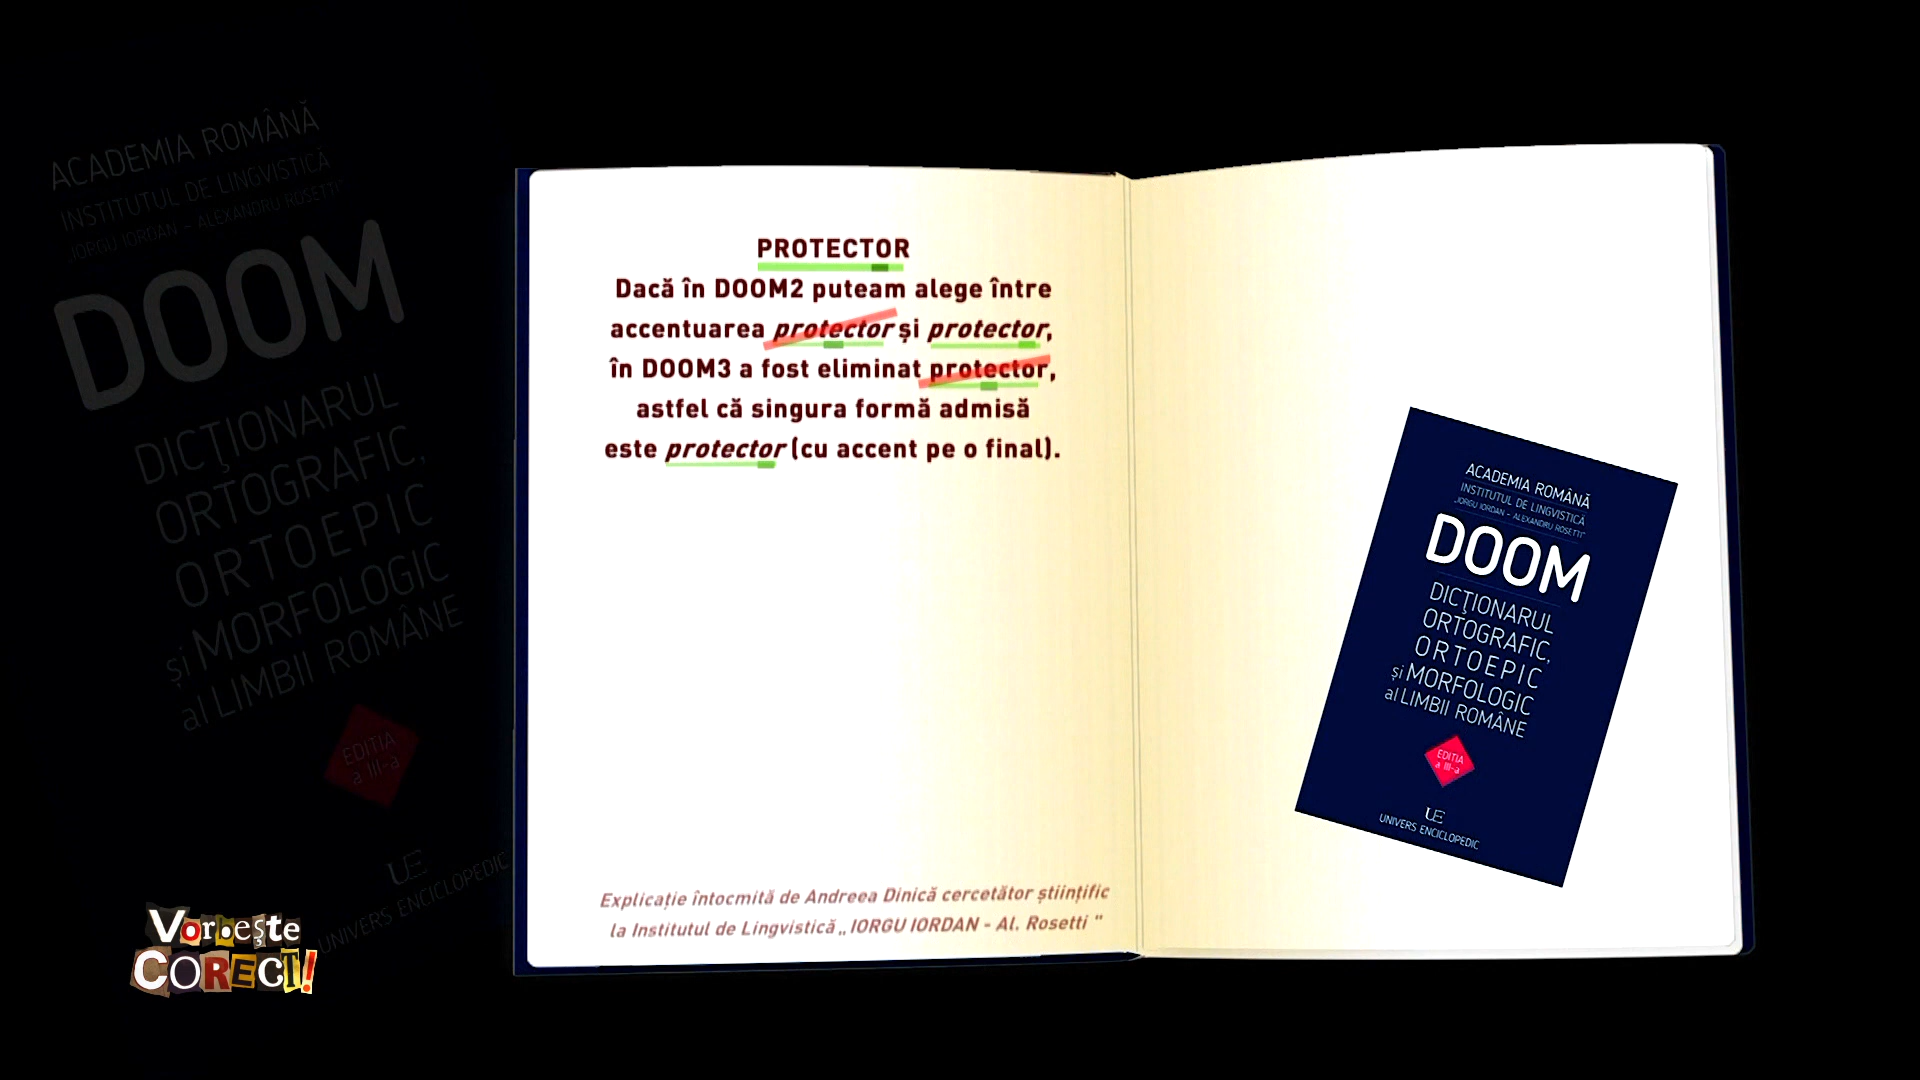 ACADEMIA ROMÂNĂ
INSTITUTUL DE LINGVISTICĂ
„IORGU IORDAN – ALEXANDRU ROSETTI”
DOOM
DICȚIONARUL
ORTOGRAFIC,
ORTOEPIC
și MORFOLOGIC
al LIMBII ROMÂNE
EDIȚIA
a III-a
UE
UNIVERS ENCICLOPEDIC
PROTECTOR
Dacă în DOOM2 puteam alege între
accentuarea protector și protector,
în DOOM3 a fost eliminat protector,
astfel că singura formă admisă
este protector (cu accent pe o final).
Explicație întocmită de Andreea Dinică cercetător științific
la Institutul de Lingvistică „ IORGU IORDAN - Al. Rosetti ”
ACADEMIA ROMÂNĂ
INSTITUTUL DE LINGVISTICĂ
„IORGU IORDAN – ALEXANDRU ROSETTI”
DOOM
DICȚIONARUL
ORTOGRAFIC,
ORTOEPIC
și MORFOLOGIC
al LIMBII ROMÂNE
EDIȚIA
a III-a
UE
UNIVERS ENCICLOPEDIC
Vorbește
CORECT!